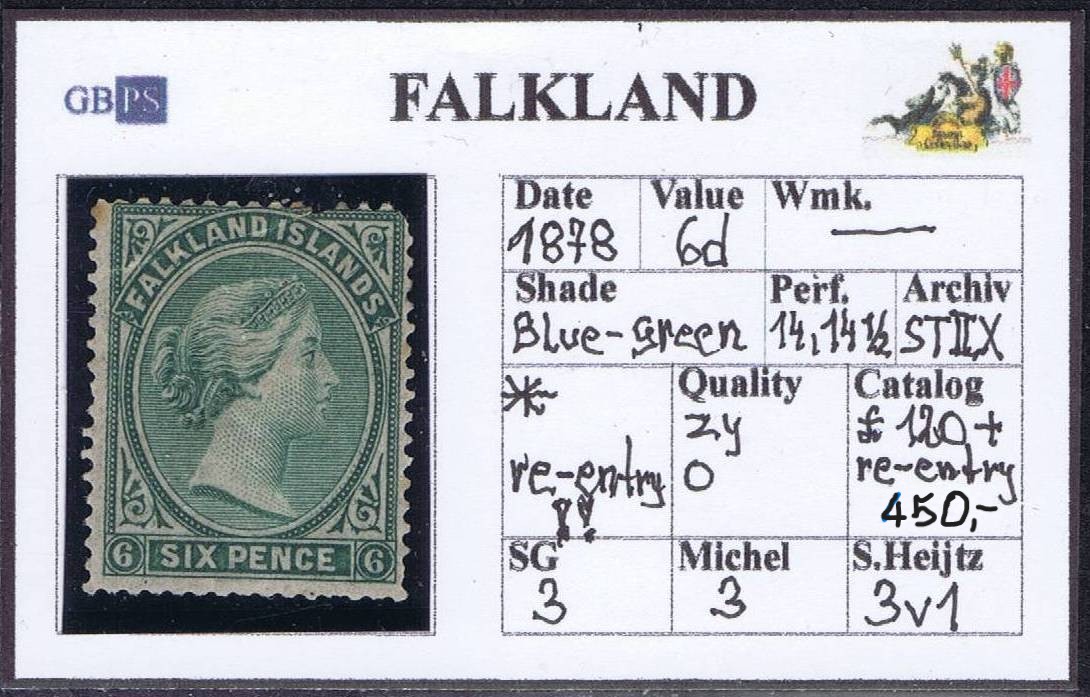 GBPS
FALKLAND
FALKLAND ISLANDS
6 SIX PENCE 6
Date Value Wmk.
1878 6d —
Shade Perf. Archiv
Blue-green 14,14½ STIIX
* Quality Catalog
zy £120,+
re-entry O re-entry
!! 450,-
SG Michel S.Heijtz
3 3 3v1